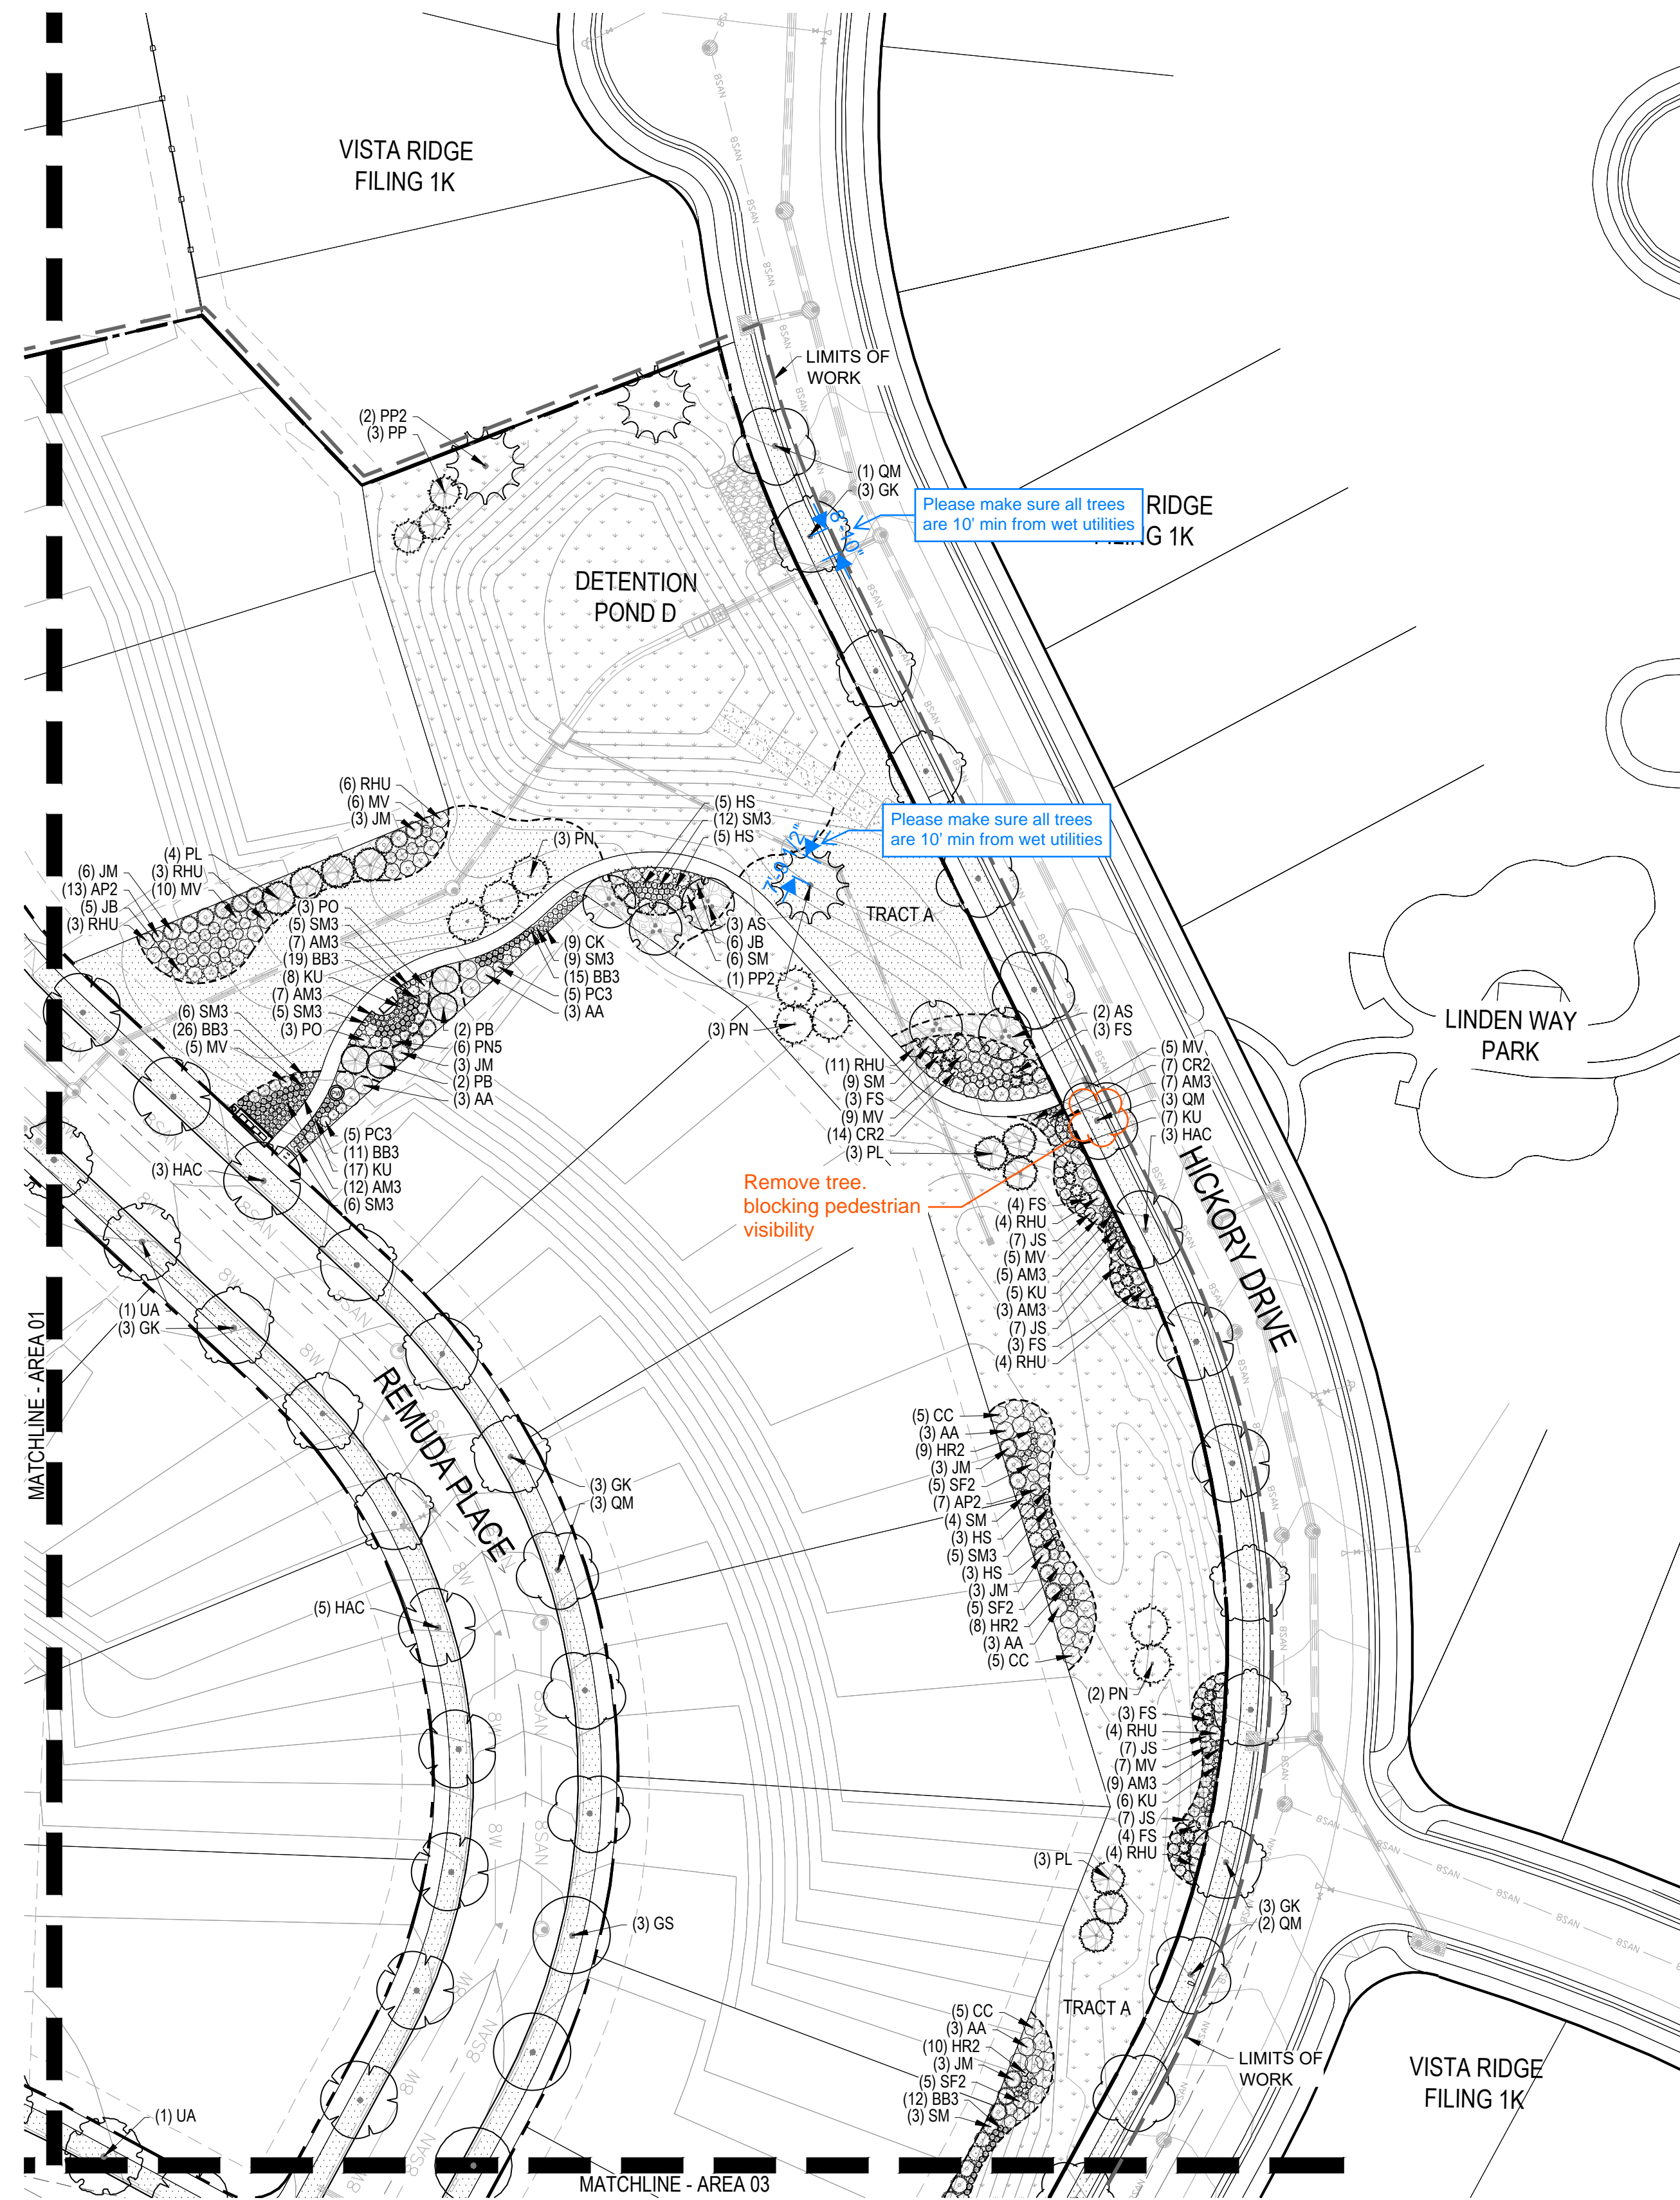 VISTA RIDGE
FILING 1K
LIMITS OF
WORK
(2) PP2
(3) PP
(1) QM
(3) GK
Please make sure all trees
are 10' min from wet utilities
RIDGE
8'-10"
DETENTION
POND D
(6) RHU
(6) MV
(3) JM
(5) HS
(12) SM3
(5) HS
(3) PN
Please make sure all trees
are 10' min from wet utilities
(4) PL
(3) RHU
(10) MV
(6) JM
(13) AP2
(5) JB
(3) RHU
(3) PO
(5) SM3
(7) AM3
(19) BB3
(8) KU
(7) AM3
(5) SM3
(3) PO
(9) CK
(9) SM3
(15) BB3
(5) PC3
(3) AA
(3) AS
(6) JB
(6) SM
(1) PP2
TRACT A
(6) SM3
(26) BB3
(5) MV
(2) PB
(6) PN5
(3) JM
(2) PB
(3) AA
(3) PN
(2) AS
(3) FS
LINDEN WAY
PARK
(11) RHU
(9) SM
(3) FS
(9) MV
(14) CR2
(3) PL
(5) MV
(7) CR2
(7) AM3
(3) QM
(7) KU
(3) HAC
(5) PC3
(11) BB3
(17) KU
(12) AM3
(6) SM3
(3) HAC
Remove tree.
blocking pedestrian
visibility
HICKORY DRIVE
(4) FS
(4) RHU
(7) JS
(5) MV
(5) AM3
(5) KU
(3) AM3
(7) JS
(3) FS
(4) RHU
(1) UA
(3) GK
MATCHLINE - AREA 01
REMUDA PLACE
(5) CC
(3) AA
(9) HR2
(3) JM
(5) SF2
(7) AP2
(4) SM
(3) HS
(5) SM3
(3) HS
(3) JM
(5) SF2
(8) HR2
(3) AA
(5) CC
(3) GK
(3) QM
(5) HAC
(2) PN
(3) FS
(4) RHU
(7) JS
(7) MV
(9) AM3
(6) KU
(7) JS
(4) FS
(4) RHU
(3) PL
(3) GK
(2) QM
(3) GS
TRACT A
(5) CC
(3) AA
(10) HR2
(3) JM
(5) SF2
(12) BB3
(3) SM
LIMITS OF
WORK
VISTA RIDGE
FILING 1K
(1) UA
MATCHLINE - AREA 03
8SAN
8W